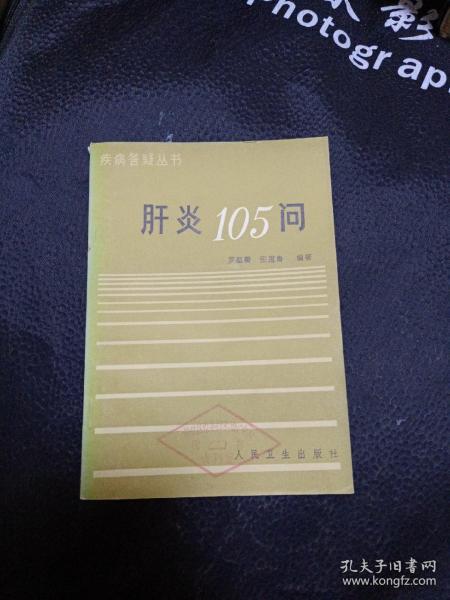 影
photograp
疾病答疑丛书
肝炎105问
编著
人民卫生出版社
孔夫子旧书网
www.kongfz.com